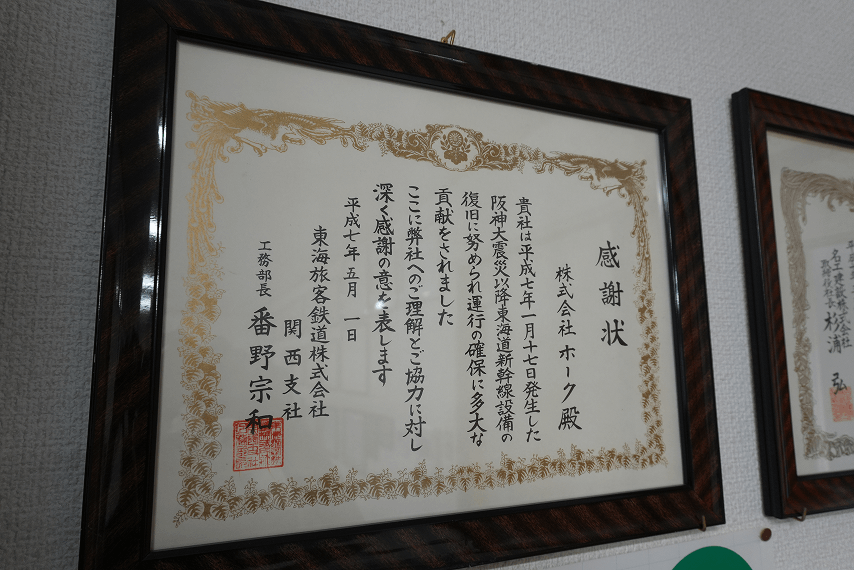 感謝状
株式会社 ホーク殿
貴社は平成七年一月十七日発生した
阪神大震災以降東海道新幹線設備の
復旧に努められ運行の確保に多大な
貢献をされました
ここに弊社へのご理解とご協力に対し
深く感謝の意を表します
平成七年 五月 一日
東海旅客鉄道株式会社
関西支社
工務部長 番野宗和
杉浦 弘